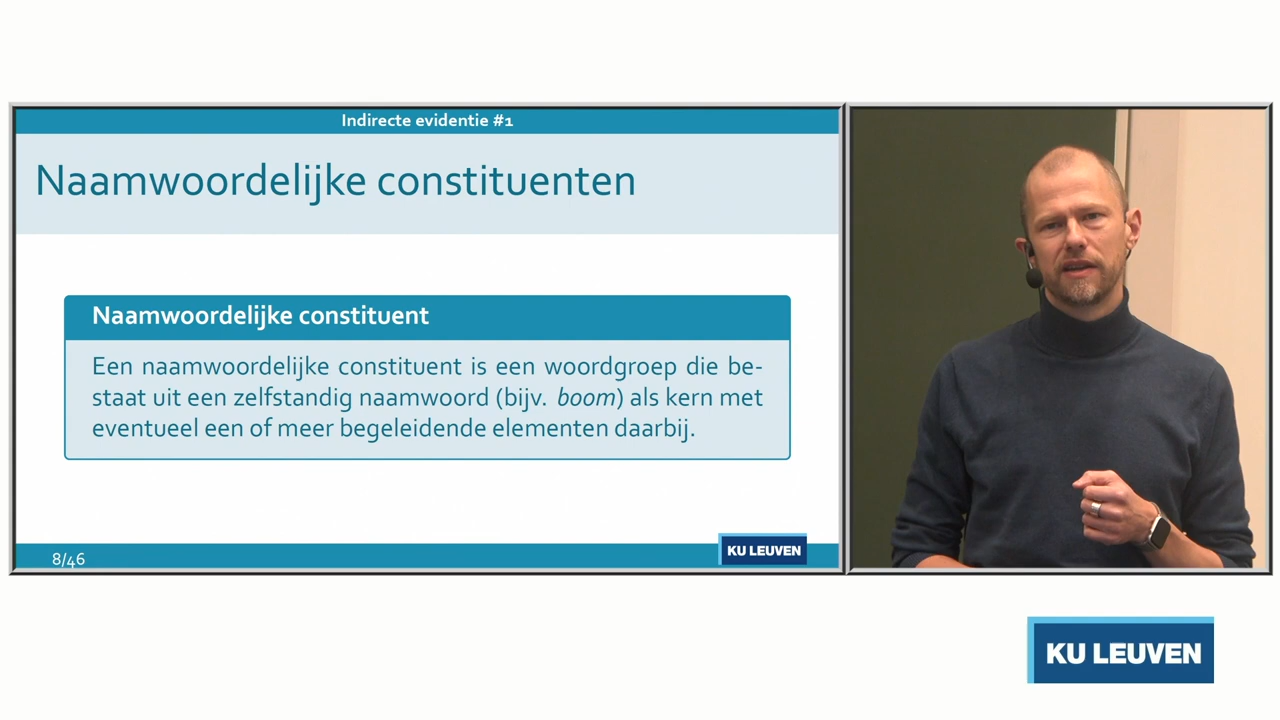 Indirecte evidentie #1
Naamwoordelijke constituenten
Naamwoordelijke constituent
Een naamwoordelijke constituent is een woordgroep die be-
staat uit een zelfstandig naamwoord (bijv. boom) als kern met
eventueel een of meer begeleidende elementen daarbij.
8/46
KU LEUVEN
KU LEUVEN